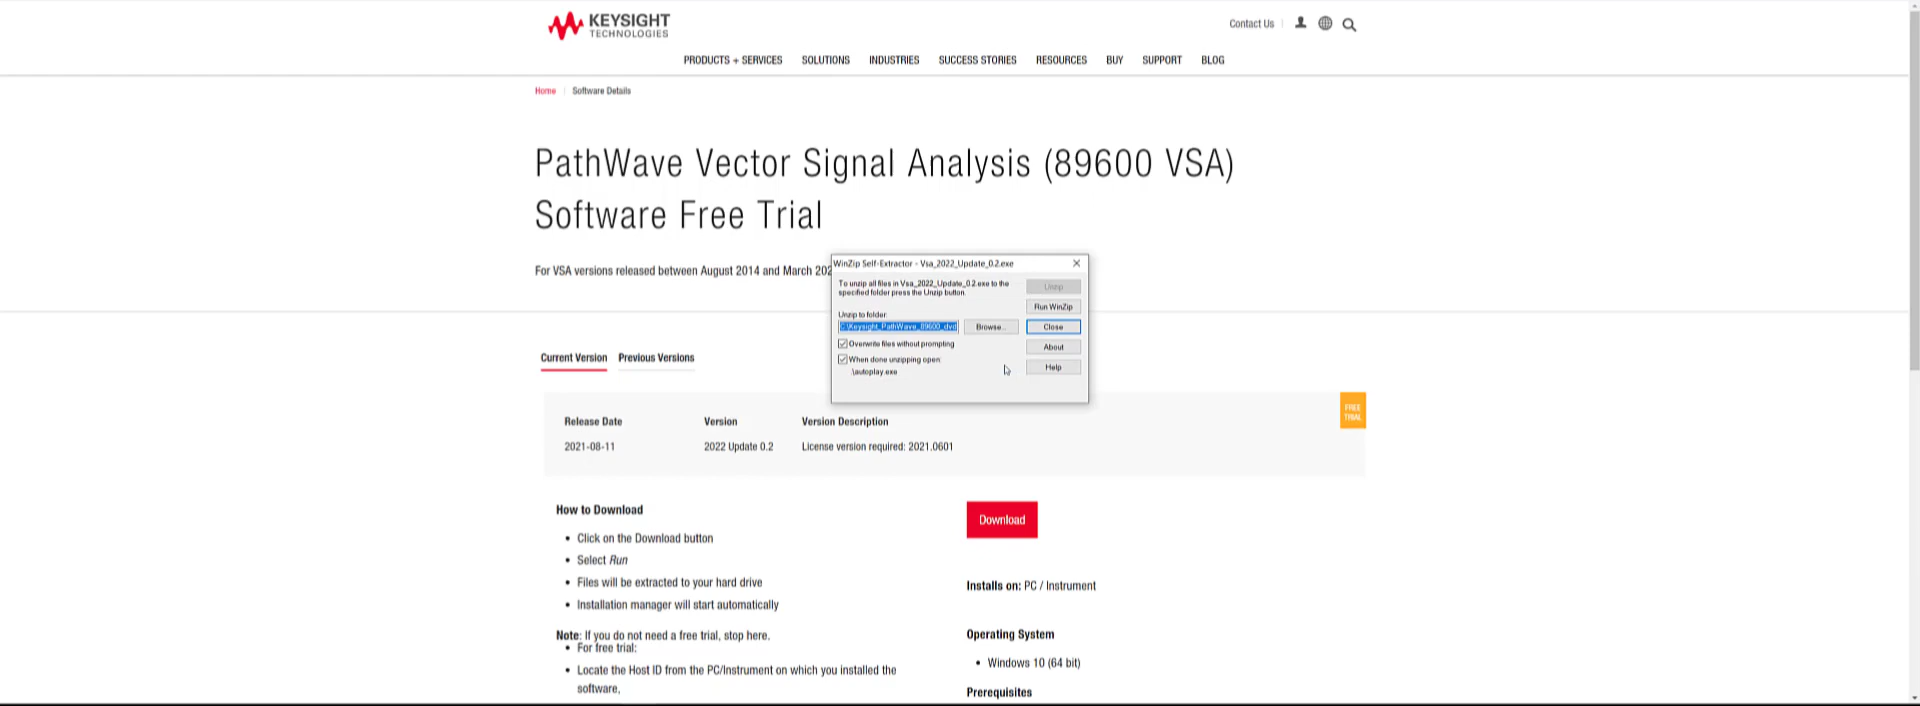 KEYSIGHT
TECHNOLOGIES
Contact Us
PRODUCTS + SERVICES SOLUTIONS INDUSTRIES SUCCESS STORIES RESOURCES BUY SUPPORT BLOG
Home Software Details
PathWave Vector Signal Analysis (89600 VSA)
Software Free Trial
For VSA versions released between August 2014 and March 202
WinZip Self-Extractor - Vsa_2022_Update_0.2.exe
To unzip all files in Vsa_2022_Update_0.2.exe to the
specified folder press the Unzip button.
Unzip
Run WinZip
Unzip to folder:
C:\Keysight_PathWave_89600_dvd
Browse...
Close
Overwrite files without prompting
About
When done unzipping open:
.\autoplay.exe
Help
Current Version Previous Versions
FREE
TRIAL
Release Date Version Version Description
2021-08-11 2022 Update 0.2 License version required: 2021.0601
How to Download
• Click on the Download button
• Select Run
• Files will be extracted to your hard drive
• Installation manager will start automatically
Note: If you do not need a free trial, stop here.
• For free trial:
• Locate the Host ID from the PC/Instrument on which you installed the
software,
Download
Installs on: PC / Instrument
Operating System
• Windows 10 (64 bit)
Prerequisites